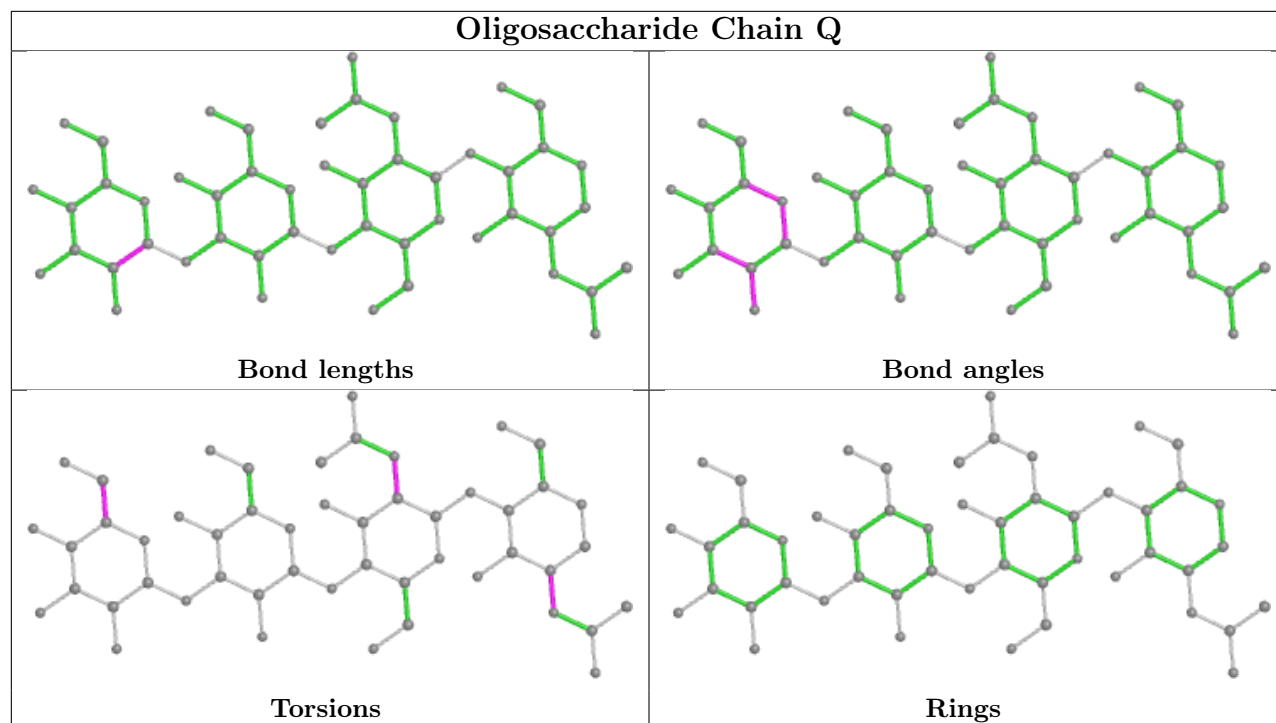 Oligosaccharide Chain Q
Bond lengths
Bond angles
Torsions
Rings